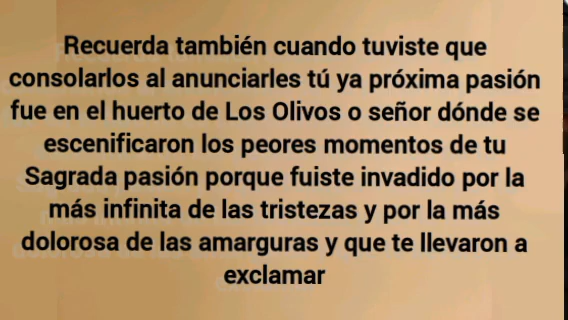 Recuerda también cuando tuviste que
consolarlos al anunciarles tú ya próxima pasión
fue en el huerto de Los Olivos o señor dónde se
escenificaron los peores momentos de tu
Sagrada pasión porque fuiste invadido por la
más infinita de las tristezas y por la más
dolorosa de las amarguras y que te llevaron a
exclamar